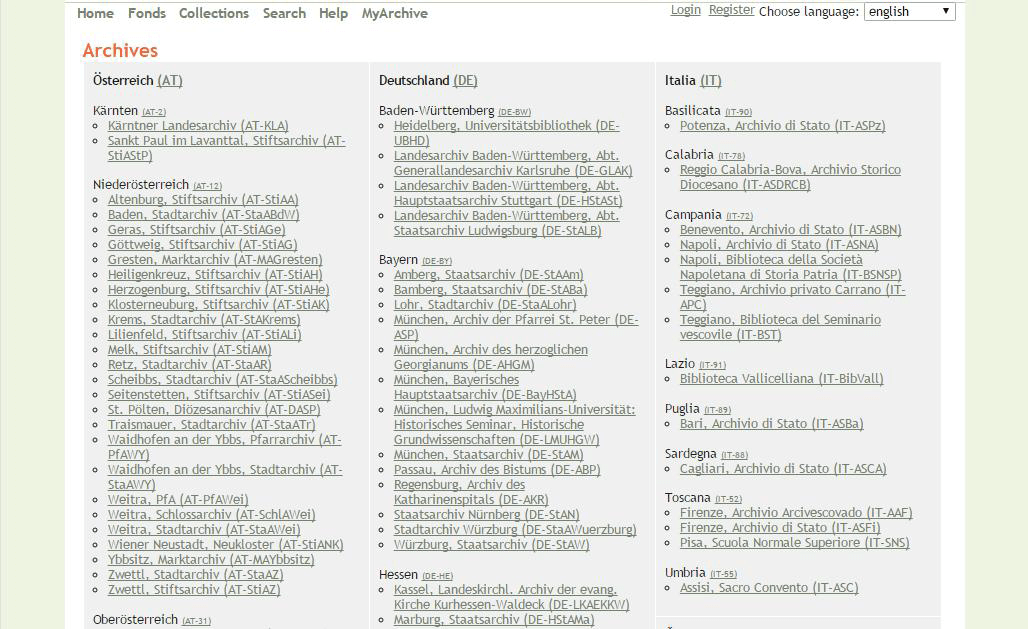 Home Fonds Collections Search Help MyArchive
Login Register Choose language: english
Archives
Österreich (AT)
Kärnten (AT-2)
Kärntner Landesarchiv (AT-KLA)
Sankt Paul im Lavanttal, Stiftsarchiv (AT-
StiAStP)
Niederösterreich (AT-12)
Altenburg, Stiftsarchiv (AT-StiAA)
Baden, Stadtarchiv (AT-StaABdW)
Geras, Stiftsarchiv (AT-StiAGe)
Göttweig, Stiftsarchiv (AT-StiAG)
Gresten, Marktarchiv (AT-MAGresten)
Heiligenkreuz, Stiftsarchiv (AT-StiAH)
Herzogenburg, Stiftsarchiv (AT-StiAHe)
Klosterneuburg, Stiftsarchiv (AT-StiAK)
Krems, Stadtarchiv (AT-StAKrems)
Lilienfeld, Stiftsarchiv (AT-StiALi)
Melk, Stiftsarchiv (AT-StiAM)
Retz, Stadtarchiv (AT-StaAR)
Scheibbs, Stadtarchiv (AT-StaAScheibbs)
Seitenstetten, Stiftsarchiv (AT-StiASei)
St. Pölten, Diözesanarchiv (AT-DASP)
Traismauer, Stadtarchiv (AT-StaATr)
Waidhofen an der Ybbs, Pfarrarchiv (AT-
PfAWY)
Waidhofen an der Ybbs, Stadtarchiv (AT-
StaAWY)
Weitra, PfA (AT-PfAWei)
Weitra, Schlossarchiv (AT-SchlAWei)
Weitra, Stadtarchiv (AT-StaAWei)
Wiener Neustadt, Neukloster (AT-StiANK)
Ybbsitz, Marktarchiv (AT-MAYbbsitz)
Zwettl, Stadtarchiv (AT-StaAZ)
Zwettl, Stiftsarchiv (AT-StiAZ)
Oberösterreich (AT-31)
Deutschland (DE)
Baden-Württemberg (DE-BW)
Heidelberg, Universitätsbibliothek (DE-
UBHD)
Landesarchiv Baden-Württemberg, Abt.
Generallandesarchiv Karlsruhe (DE-GLAK)
Landesarchiv Baden-Württemberg, Abt.
Hauptstaatsarchiv Stuttgart (DE-HStASt)
Landesarchiv Baden-Württemberg, Abt.
Staatsarchiv Ludwigsburg (DE-StALB)
Bayern (DE-BY)
Amberg, Staatsarchiv (DE-StAAm)
Bamberg, Staatsarchiv (DE-StABa)
Lohr, Stadtarchiv (DE-StaALohr)
München, Archiv der Pfarrei St. Peter (DE-
ASP)
München, Archiv des herzoglichen
Georgianums (DE-AHGM)
München, Bayerisches
Hauptstaatsarchiv (DE-BayHStA)
München, Ludwig Maximilians-Universität:
Historisches Seminar, Historische
Grundwissenschaften (DE-LMUHGW)
München, Staatsarchiv (DE-StAM)
Passau, Archiv des Bistums (DE-ABP)
Regensburg, Archiv des
Katharinenspitals (DE-AKR)
Staatsarchiv Nürnberg (DE-StAN)
Stadtarchiv Würzburg (DE-StaAWuerzburg)
Würzburg, Staatsarchiv (DE-StAW)
Hessen (DE-HE)
Kassel, Landeskirchl. Archiv der evang.
Kirche Kurhessen-Waldeck (DE-LKAEKKW)
Marburg, Staatsarchiv (DE-HStAMa)
Italia (IT)
Basilicata (IT-90)
Potenza, Archivio di Stato (IT-ASPz)
Calabria (IT-78)
Reggio Calabria-Bova, Archivio Storico
Diocesano (IT-ASDRCB)
Campania (IT-72)
Benevento, Archivio di Stato (IT-ASBN)
Napoli, Archivio di Stato (IT-ASNA)
Napoli, Biblioteca della Società
Napoletana di Storia Patria (IT-BSNSP)
Teggiano, Archivio privato Carrano (IT-
APC)
Teggiano, Biblioteca del Seminario
vescovile (IT-BST)
Lazio (IT-91)
Biblioteca Vallicelliana (IT-BibVall)
Puglia (IT-89)
Bari, Archivio di Stato (IT-ASBa)
Sardegna (IT-88)
Cagliari, Archivio di Stato (IT-ASCA)
Toscana (IT-52)
Firenze, Archivio Arcivescovado (IT-AAF)
Firenze, Archivio di Stato (IT-ASFi)
Pisa, Scuola Normale Superiore (IT-SNS)
Umbria (IT-55)
Assisi, Sacro Convento (IT-ASC)